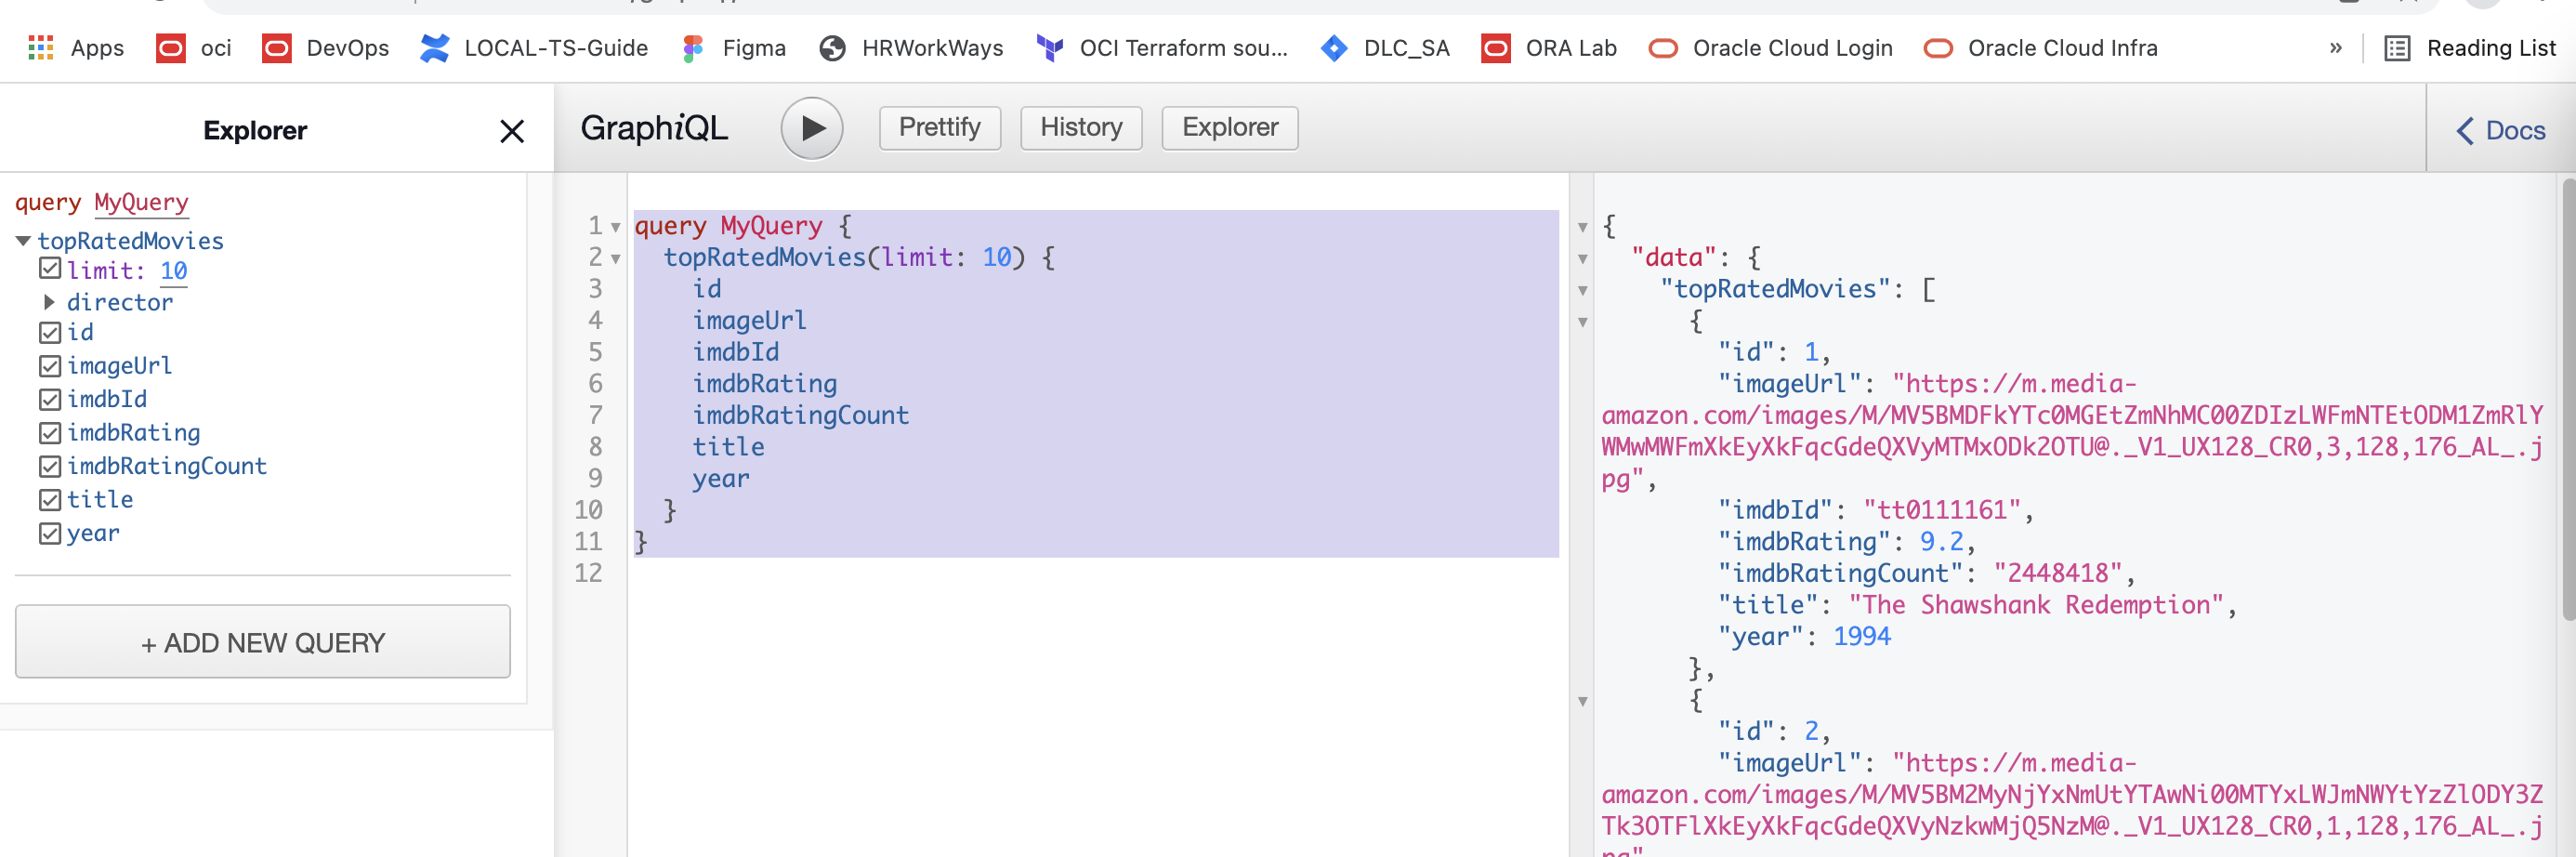 Apps oci DevOps LOCAL-TS-Guide Figma HRWorkWays OCI Terraform sou... DLC_SA ORA Lab Oracle Cloud Login Oracle Cloud Infra » Reading List
Explorer
GraphiQL Prettify History Explorer Docs
query MyQuery
topRatedMovies
limit: 10
director
id
imageUrl
imdbId
imdbRating
imdbRatingCount
title
year
+ ADD NEW QUERY
1 query MyQuery {
2 topRatedMovies(limit: 10) {
3 id
4 imageUrl
5 imdbId
6 imdbRating
7 imdbRatingCount
8 title
9 year
10 }
11 }
12
{
"data": {
"topRatedMovies": [
{
"id": 1,
"imageUrl": "https://m.media-
amazon.com/images/M/MV5BMDFkYTc0MGEtZmNhMC00ZDIzLWFmNTEtODM1ZmRlY
WMwMWFmXkEyXkFqcGdeQXVyMTMxODk2OTU@._V1_UX128_CR0,3,128,176_AL_.j
pg",
"imdbId": "tt0111161",
"imdbRating": 9.2,
"imdbRatingCount": "2448418",
"title": "The Shawshank Redemption",
"year": 1994
},
{
"id": 2,
"imageUrl": "https://m.media-
amazon.com/images/M/MV5BM2MyNjYxNmUtYTAwNi00MTYxLWJmNWYtYzZlODY3Z
Tk3OTFlXkEyXkFqcGdeQXVyNzkwMjQ5NzM@._V1_UX128_CR0,1,128,176_AL_.j